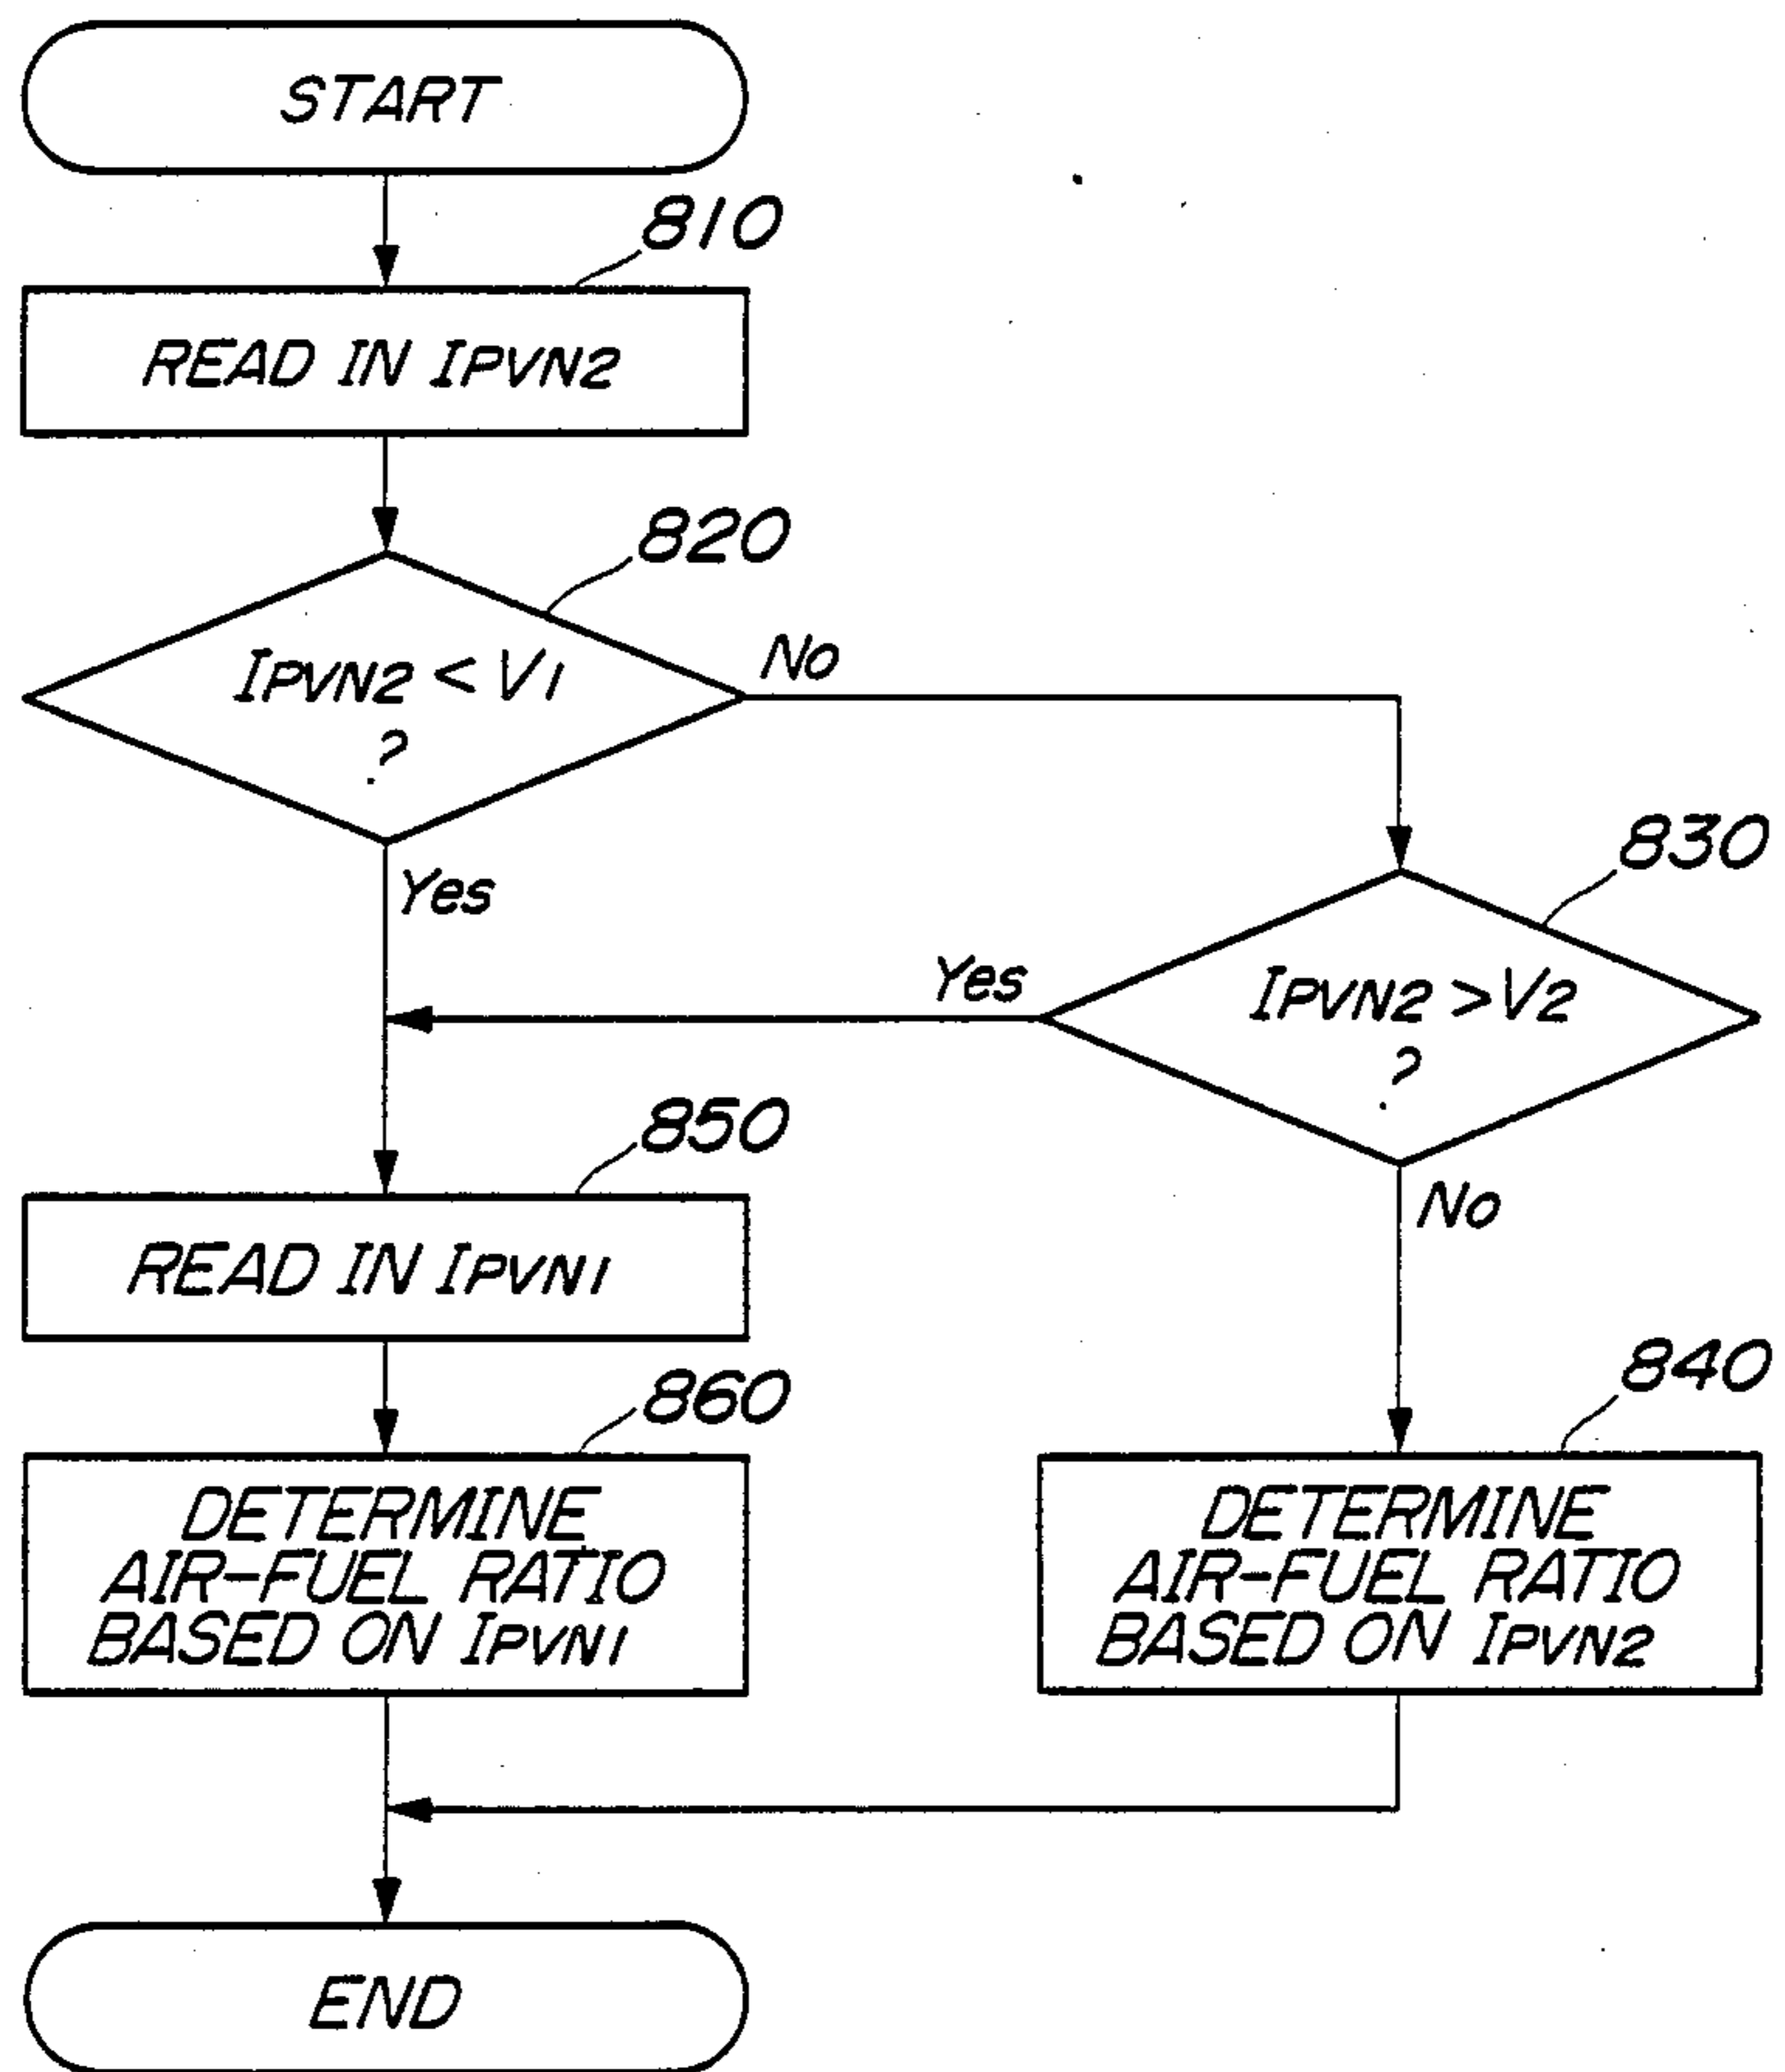 START
810
READ IN IPVN2
820
IPVN2 < V1
?
No
Yes
830
IPVN2 > V2
?
Yes
No
850
READ IN IPVN1
860
DETERMINE
AIR-FUEL RATIO
BASED ON IPVN1
840
DETERMINE
AIR-FUEL RATIO
BASED ON IPVN2
END